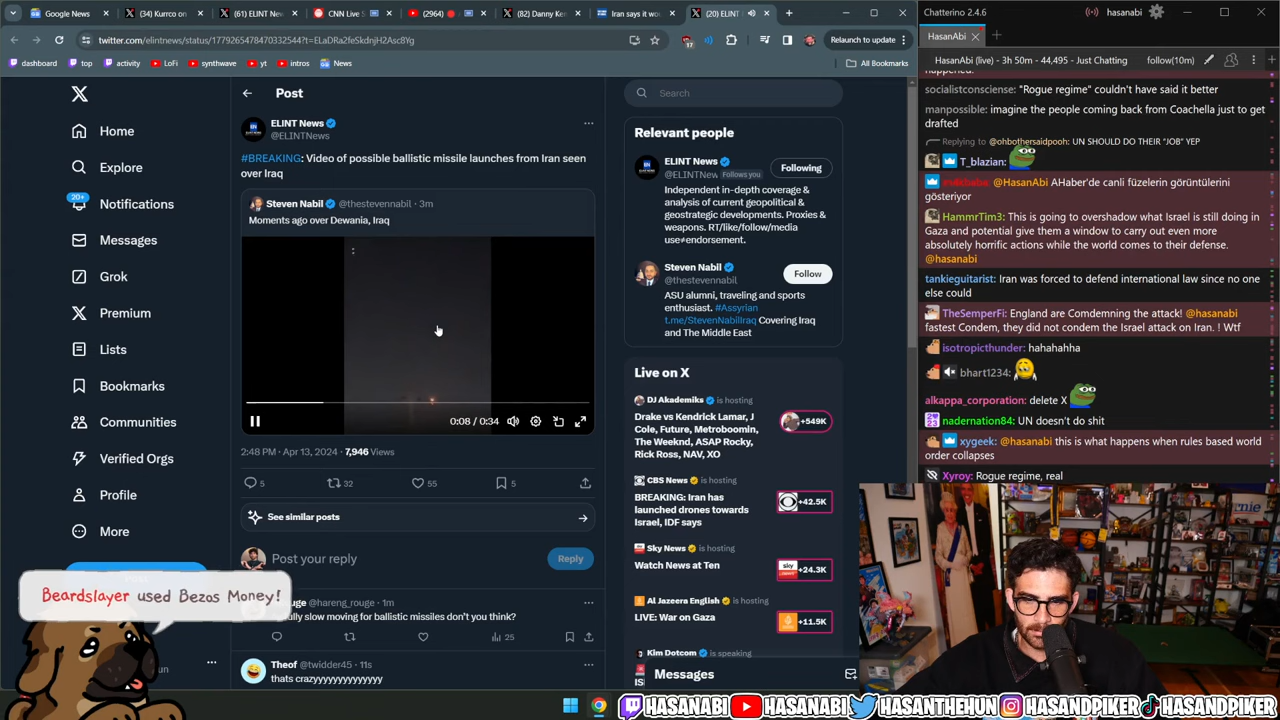 Google News
(34) Kurrco on
(61) ELINT New
CNN Live S
(2964)
(82) Danny Ken
Iran says it wou
(20) ELINT
twitter.com/elintnews/status/1779265478470332544?t=ELaDRa2feSkdnjH2Asc8Yg
17
Relaunch to update
dashboard
top
activity
LoFi
synthwave
yt
intros
News
All Bookmarks
Home
Explore
20+
Notifications
Messages
Grok
Premium
Lists
Bookmarks
Communities
Verified Orgs
Profile
More
Post
ELINT News
@ELINTNews
#BREAKING: Video of possible ballistic missile launches from Iran seen
over Iraq
Steven Nabil @thestevennabil · 3m
Moments ago over Dewania, Iraq
0:08 / 0:34
2:48 PM · Apr 13, 2024 · 7,946 Views
5
32
55
5
See similar posts
Post your reply
Reply
@hareng_rouge · 1m
slow moving for ballistic missiles don't you think?
25
Theof @twidder45 · 11s
thats crazyyyyyyyyyyyyy
Search
Relevant people
ELINT News
@ELINTNew Follows you
Following
Independent in-depth coverage &
analysis of current geopolitical &
geostrategic developments. Proxies &
weapons. RT/like/follow/media
use≠endorsement.
Steven Nabil
@thestevennabil
Follow
ASU alumni, traveling and sports
enthusiast. #Assyrian
t.me/StevenNabilIraq Covering Iraq
and The Middle East
Live on X
DJ Akademiks is hosting
Drake vs Kendrick Lamar, J
Cole, Future, Metroboomin,
The Weeknd, ASAP Rocky,
Rick Ross, NAV, XO
+549K
CBS News is hosting
BREAKING: Iran has
launched drones towards
Israel, IDF says
+42.5K
Sky News is hosting
Watch News at Ten
+24.3K
Al Jazeera English is hosting
LIVE: War on Gaza
+11.5K
Kim Dotcom is speaking
Messages
Chatterino 2.4.6
hasanabi
HasanAbi
HasanAbi (live) - 3h 50m - 44,495 - Just Chatting
follow(10m)
happened.
socialistconsciense: "Rogue regime" couldn't have said it better
manpossible: imagine the people coming back from Coachella just to get
drafted
Replying to @ohbothersaidpooh: UN SHOULD DO THEIR "JOB" YEP
T_blazian:
@HasanAbi AHaber'de canli füzelerin görüntülerini
gösteriyor
HammrTim3: This is going to overshadow what Israel is still doing in
Gaza and potential give them a window to carry out even more
absolutely horrific actions while the world comes to their defense.
@hasanabi
tankieguitarist: Iran was forced to defend international law since no one
else could
TheSemperFi: England are Comdemning the attack! @hasanabi
fastest Condem, they did not condem the Israel attack on Iran. ! Wtf
isotropicthunder: hahahahha
bhart1234:
alkappa_corporation: delete X
nadernation84: UN doesn't do shit
xygeek: @hasanabi this is what happens when rules based world
order collapses
Xyroy: Rogue regime, real
Beardslayer used Bezos Money!
HASANABI
HASANABI
HASANTHEHUN
HASANDPIKER
HASANDPIKER